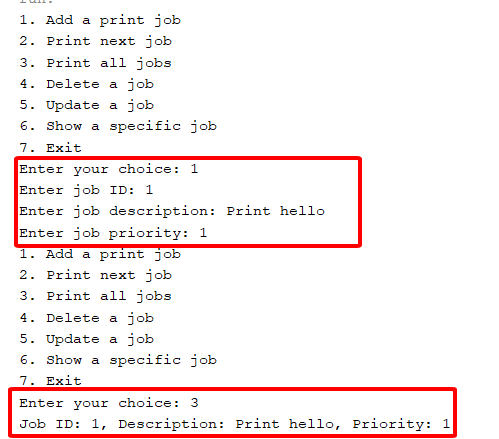 run:
1. Add a print job
2. Print next job
3. Print all jobs
4. Delete a job
5. Update a job
6. Show a specific job
7. Exit
Enter your choice: 1
Enter job ID: 1
Enter job description: Print hello
Enter job priority: 1
1. Add a print job
2. Print next job
3. Print all jobs
4. Delete a job
5. Update a job
6. Show a specific job
7. Exit
Enter your choice: 3
Job ID: 1, Description: Print hello, Priority: 1